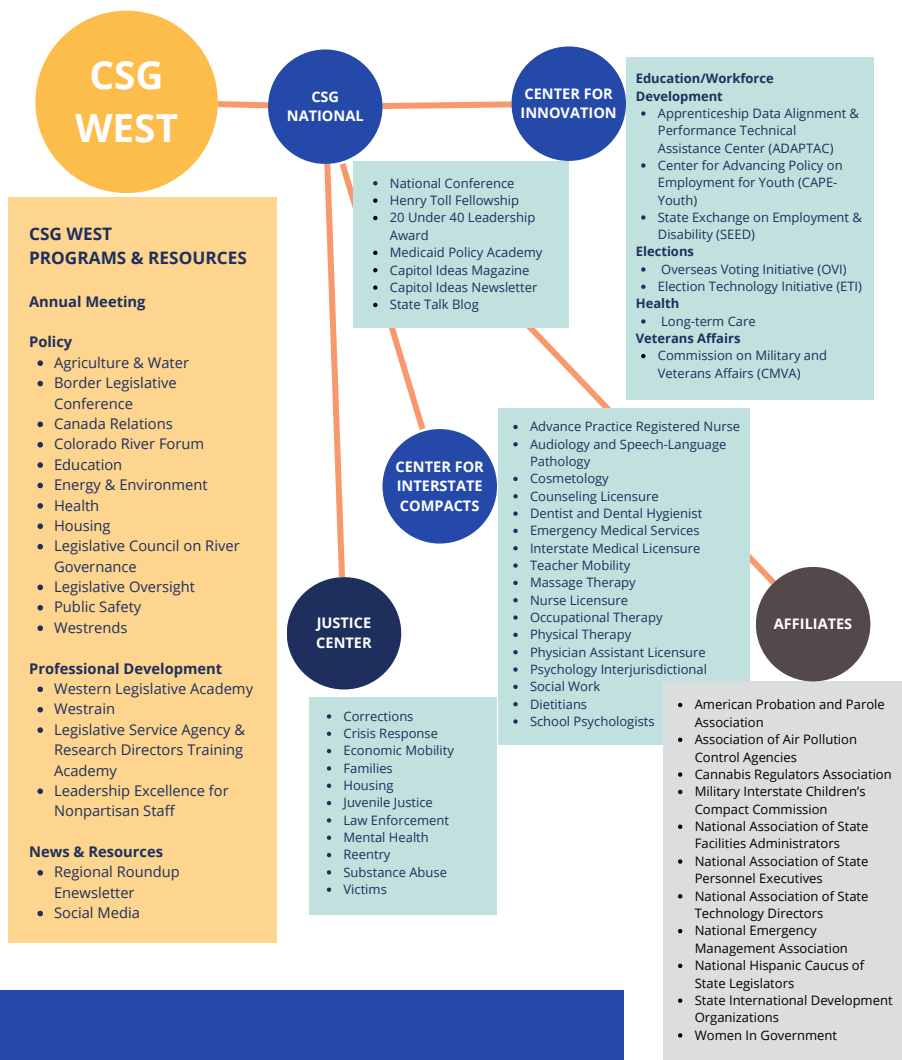 CSG
WEST
CSG
NATIONAL
CENTER FOR
INNOVATION
Education/Workforce
Development
• Apprenticeship Data Alignment &
Performance Technical
Assistance Center (ADAPTAC)
• Center for Advancing Policy on
Employment for Youth (CAPE-
Youth)
• State Exchange on Employment &
Disability (SEED)
Elections
• Overseas Voting Initiative (OVI)
• Election Technology Initiative (ETI)
Health
• Long-term Care
Veterans Affairs
• Commission on Military and
Veterans Affairs (CMVA)
• National Conference
• Henry Toll Fellowship
• 20 Under 40 Leadership
Award
• Medicaid Policy Academy
• Capitol Ideas Magazine
• Capitol Ideas Newsletter
• State Talk Blog
CSG WEST
PROGRAMS & RESOURCES
Annual Meeting
Policy
• Agriculture & Water
• Border Legislative
Conference
• Canada Relations
• Colorado River Forum
• Education
• Energy & Environment
• Health
• Housing
• Legislative Council on River
Governance
• Legislative Oversight
• Public Safety
• Westrends
Professional Development
• Western Legislative Academy
• Westrain
• Legislative Service Agency &
Research Directors Training
Academy
• Leadership Excellence for
Nonpartisan Staff
News & Resources
• Regional Roundup
Enewsletter
• Social Media
CENTER FOR
INTERSTATE
COMPACTS
• Advance Practice Registered Nurse
• Audiology and Speech-Language
Pathology
• Cosmetology
• Counseling Licensure
• Dentist and Dental Hygienist
• Emergency Medical Services
• Interstate Medical Licensure
• Teacher Mobility
• Massage Therapy
• Nurse Licensure
• Occupational Therapy
• Physical Therapy
• Physician Assistant Licensure
• Psychology Interjurisdictional
• Social Work
• Dietitians
• School Psychologists
JUSTICE
CENTER
• Corrections
• Crisis Response
• Economic Mobility
• Families
• Housing
• Juvenile Justice
• Law Enforcement
• Mental Health
• Reentry
• Substance Abuse
• Victims
AFFILIATES
• American Probation and Parole
Association
• Association of Air Pollution
Control Agencies
• Cannabis Regulators Association
• Military Interstate Children's
Compact Commission
• National Association of State
Facilities Administrators
• National Association of State
Personnel Executives
• National Association of State
Technology Directors
• National Emergency
Management Association
• National Hispanic Caucus of
State Legislators
• State International Development
Organizations
• Women In Government